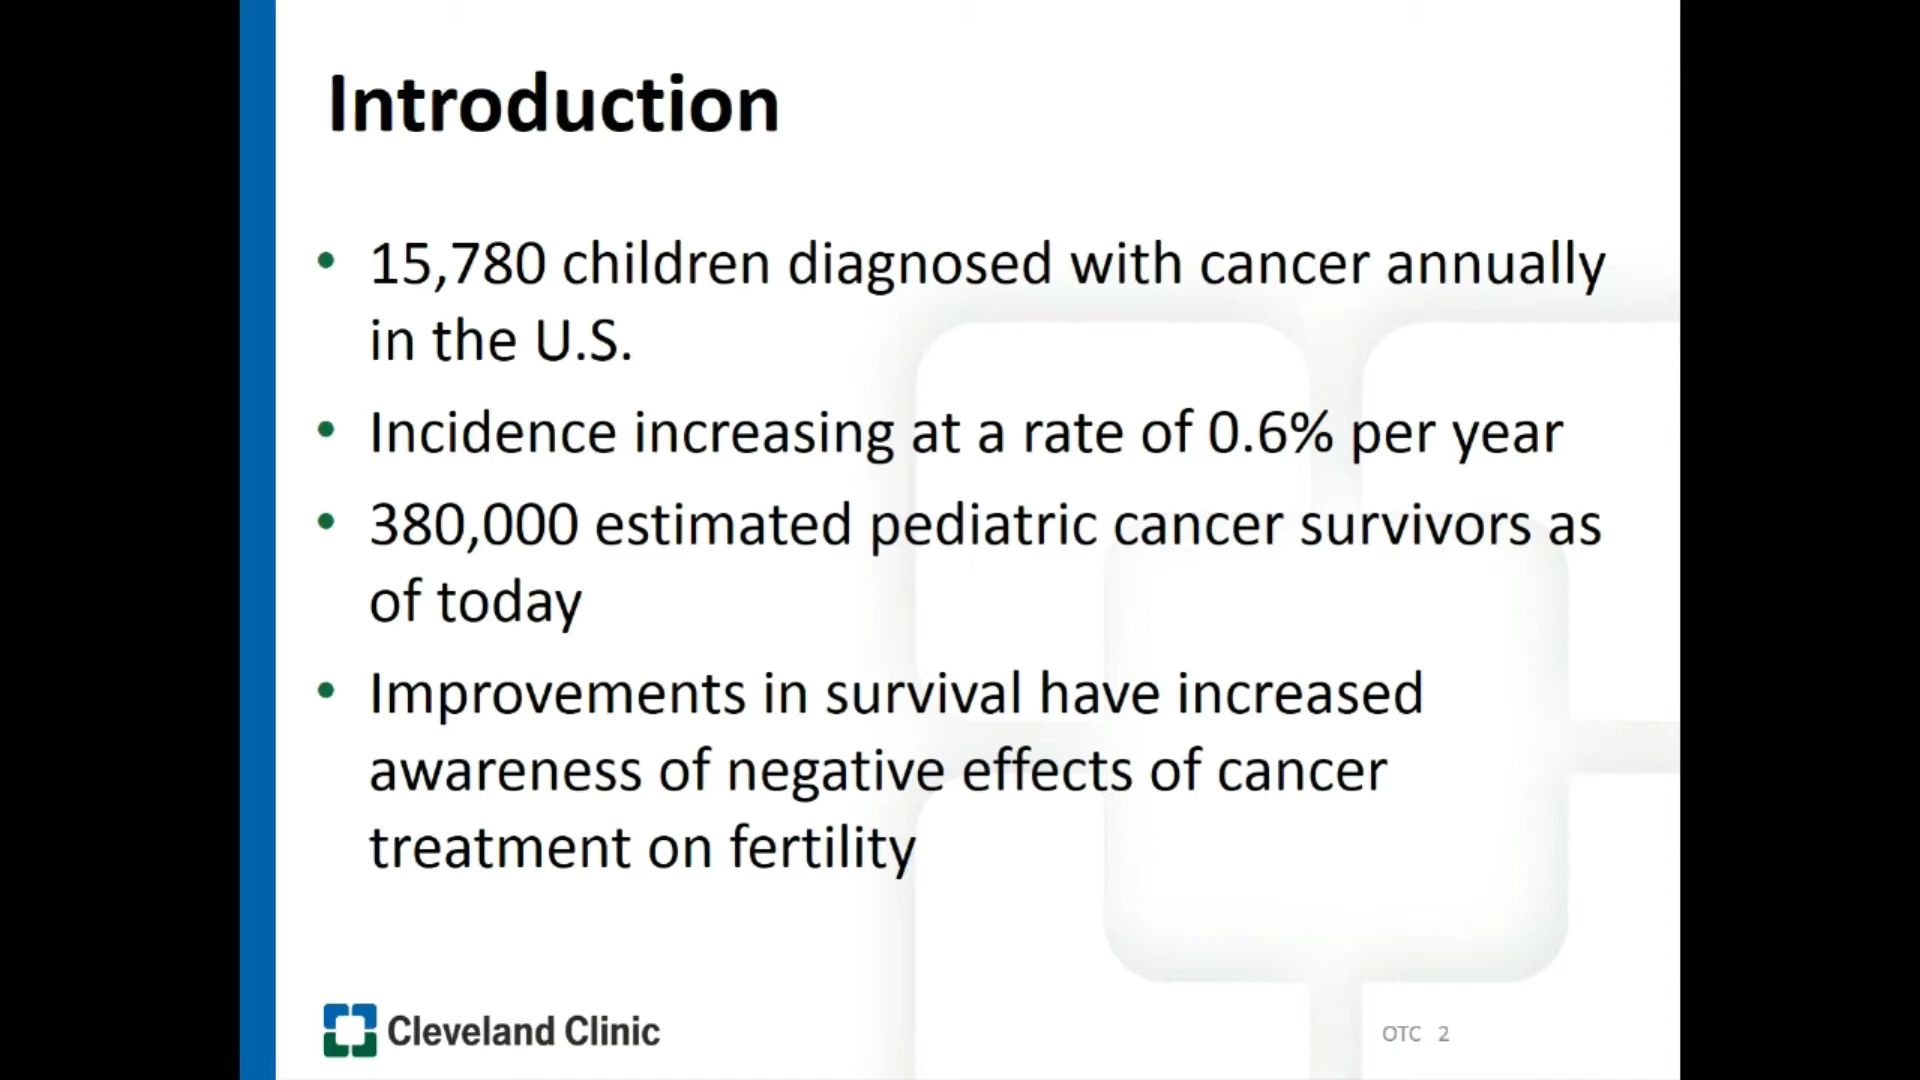 Introduction
• 15,780 children diagnosed with cancer annually
in the U.S.
• Incidence increasing at a rate of 0.6% per year
• 380,000 estimated pediatric cancer survivors as
of today
• Improvements in survival have increased
awareness of negative effects of cancer
treatment on fertility
Cleveland Clinic
OTC 2